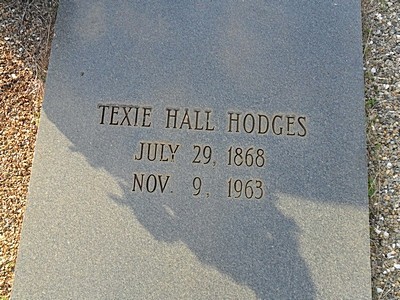 TEXIE HALL HODGES
JULY 29, 1868
NOV. 9, 1963